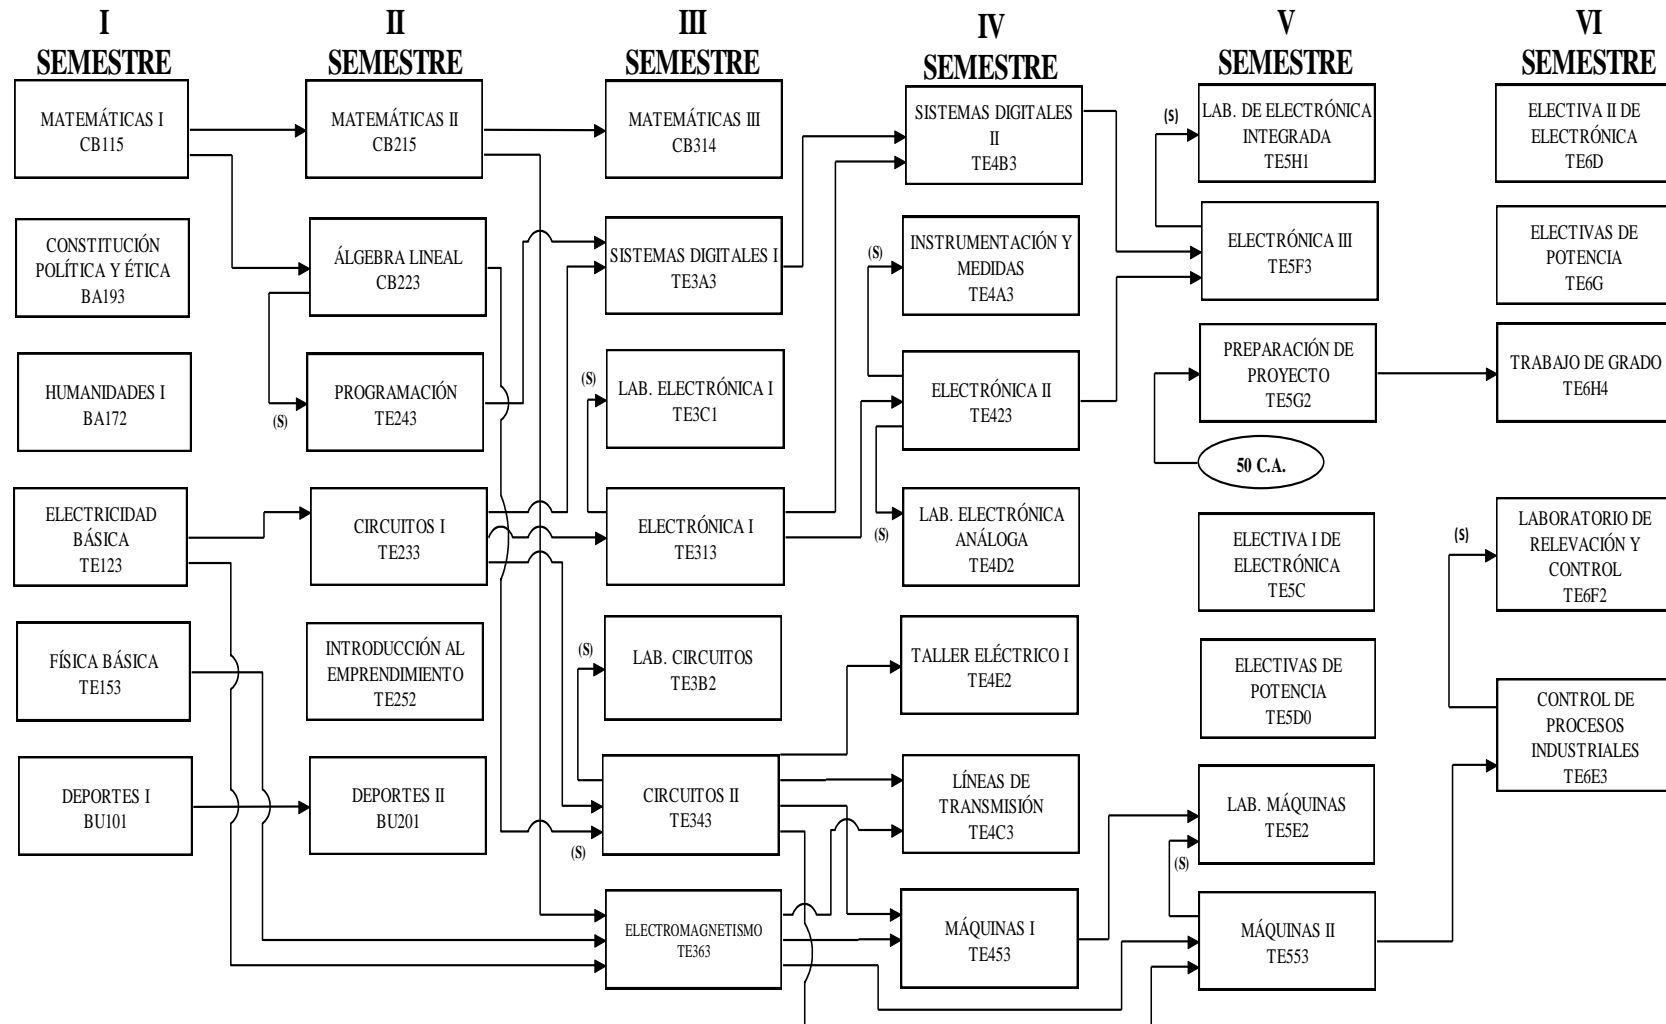 I
SEMESTRE
MATEMÁTICAS I
CB115
CONSTITUCIÓN
POLÍTICA Y ÉTICA
BA193
HUMANIDADES I
BA172
ELECTRICIDAD
BÁSICA
TE123
FÍSICA BÁSICA
TE153
DEPORTES I
BU101
II
SEMESTRE
MATEMÁTICAS II
CB215
ÁLGEBRA LINEAL
CB223
(S)
PROGRAMACIÓN
TE243
CIRCUITOS I
TE233
INTRODUCCIÓN AL
EMPRENDIMIENTO
TE252
DEPORTES II
BU201
III
SEMESTRE
MATEMÁTICAS III
CB314
SISTEMAS DIGITALES I
TE3A3
(S)
LAB. ELECTRÓNICA I
TE3C1
ELECTRÓNICA I
TE313
(S)
LAB. CIRCUITOS
TE3B2
CIRCUITOS II
TE343
(S)
ELECTROMAGNETISMO
TE363
IV
SEMESTRE
SISTEMAS DIGITALES
II
TE4B3
(S)
INSTRUMENTACIÓN Y
MEDIDAS
TE4A3
ELECTRÓNICA II
TE423
(S)
LAB. ELECTRÓNICA
ANÁLOGA
TE4D2
TALLER ELÉCTRICO I
TE4E2
LÍNEAS DE
TRANSMISIÓN
TE4C3
MÁQUINAS I
TE453
V
SEMESTRE
(S)
LAB. DE ELECTRÓNICA
INTEGRADA
TE5H1
ELECTRÓNICA III
TE5F3
PREPARACIÓN DE
PROYECTO
TE5G2
50 C.A.
ELECTIVA I DE
ELECTRÓNICA
TE5C
ELECTIVAS DE
POTENCIA
TE5D0
LAB. MÁQUINAS
TE5E2
(S)
MÁQUINAS II
TE553
VI
SEMESTRE
ELECTIVA II DE
ELECTRÓNICA
TE6D
ELECTIVAS DE
POTENCIA
TE6G
TRABAJO DE GRADO
TE6H4
(S)
LABORATORIO DE
RELEVACIÓN Y
CONTROL
TE6F2
CONTROL DE
PROCESOS
INDUSTRIALES
TE6E3